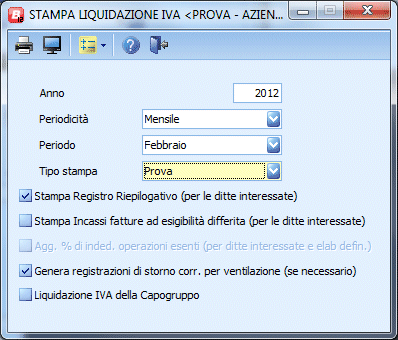 STAMPA LIQUIDAZIONE IVA <PROVA - AZIEN...
Anno 2012
Periodicità Mensile
Periodo Febbraio
Tipo stampa Prova
Stampa Registro Riepilogativo (per le ditte interessate)
Stampa Incassi fatture ad esigibilità differita (per le ditte interessate)
Agg. % di inded. operazioni esenti (per ditte interessate e elab defin.)
Genera registrazioni di storno corr. per ventilazione (se necessario)
Liquidazione IVA della Capogruppo